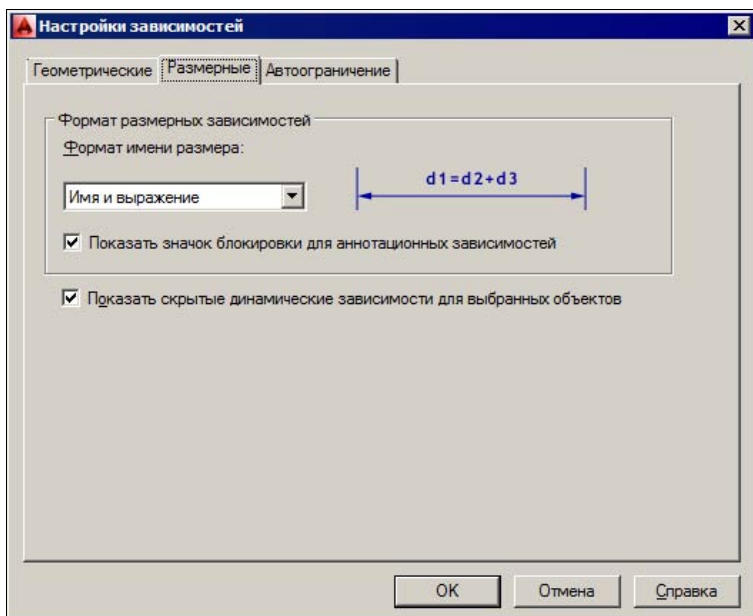 Настройки зависимостей
Геометрические Размерные Автоограничение
Формат размерных зависимостей
Формат имени размера:
Имя и выражение
d1=d2+d3
Показать значок блокировки для аннотационных зависимостей
Показать скрытые динамические зависимости для выбранных объектов
OK Отмена Справка